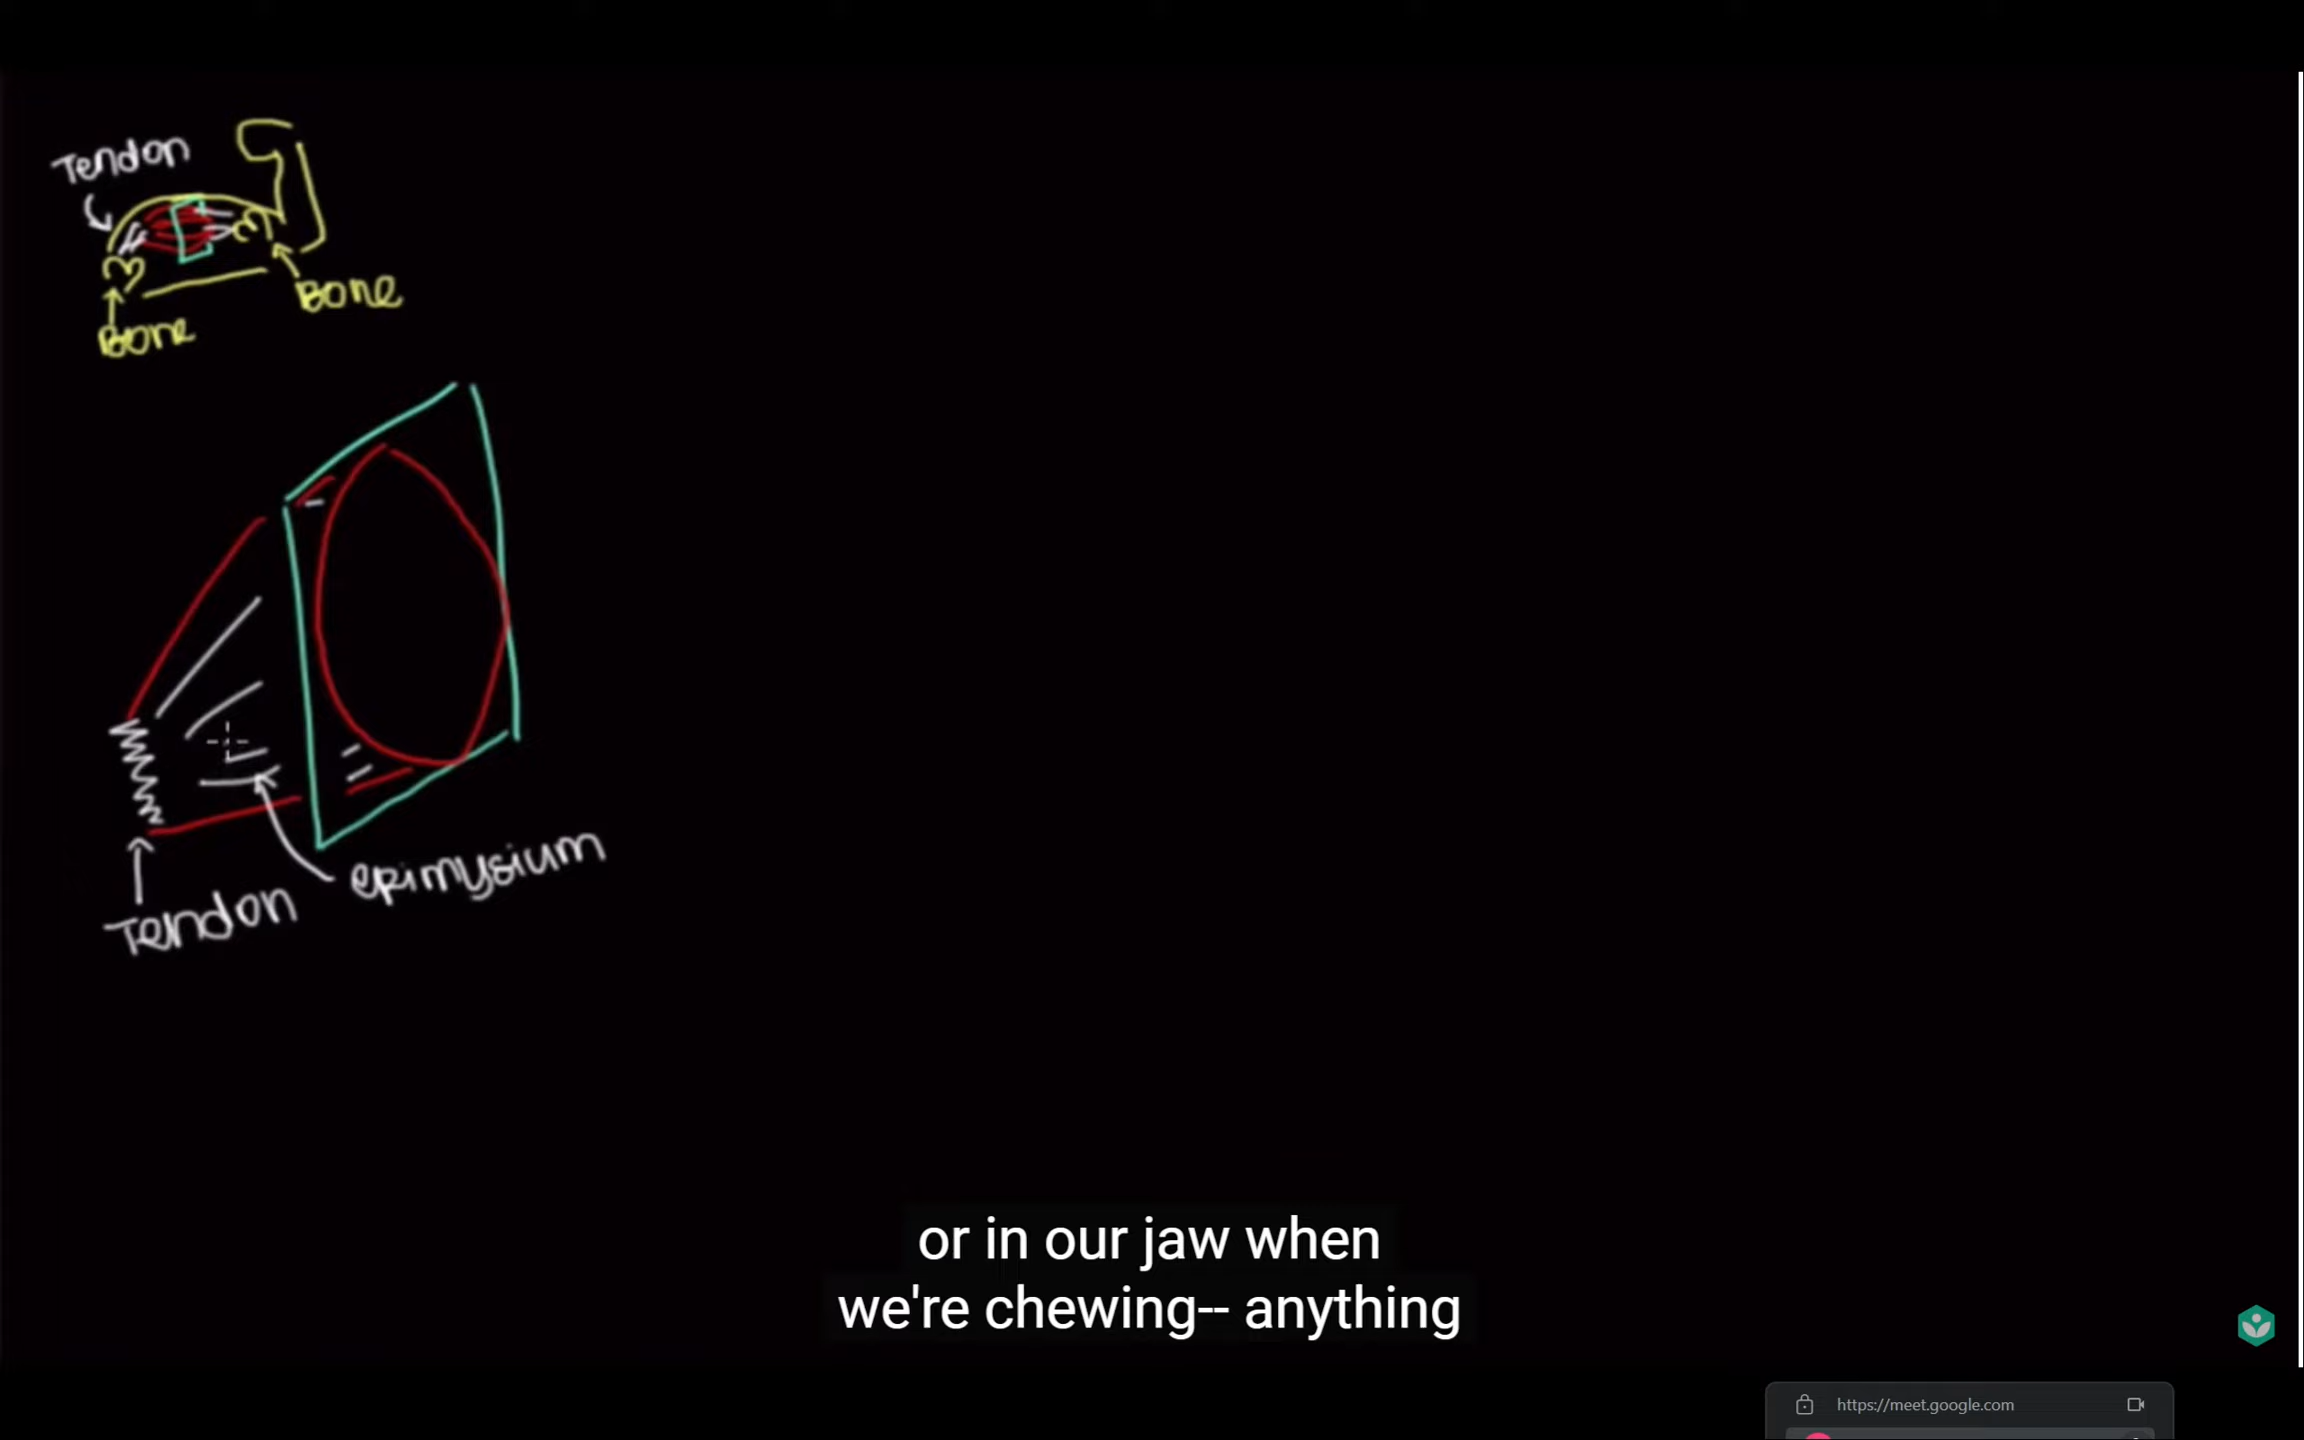 Tendon
Bone
Bone
epimysium
Tendon
or in our jaw when
we're chewing-- anything
https://meet.google.com